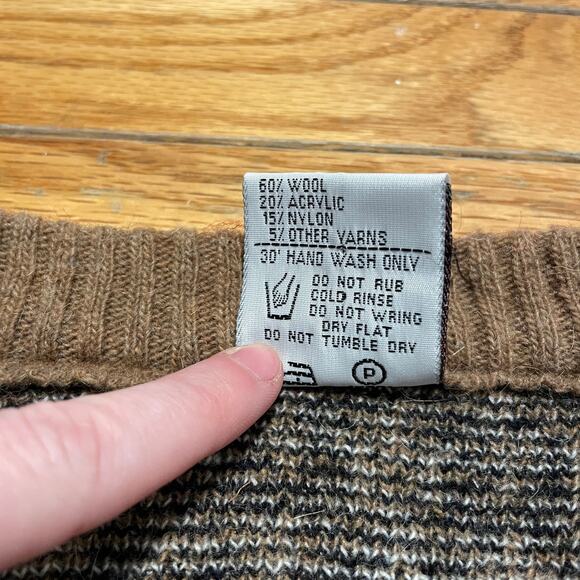 60% WOOL
20% ACRYLIC
15% NYLON
5% OTHER YARNS
30' HAND WASH ONLY
DO NOT RUB
COLD RINSE
DO NOT WRING
DRY FLAT
DO NOT TUMBLE DRY
P